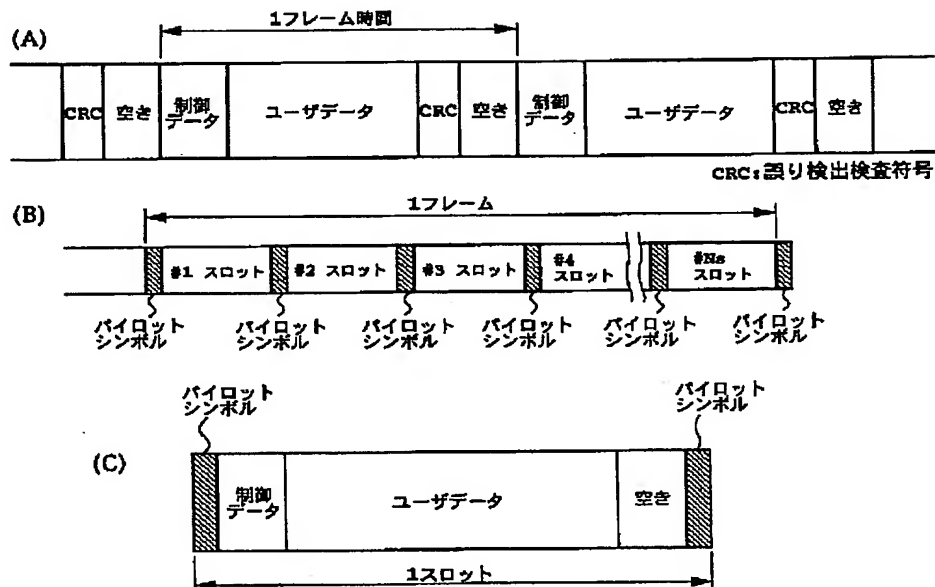 (A)
1フレーム時間
CRC 空き 制御データ ユーザデータ CRC 空き 制御データ ユーザデータ CRC 空き
CRC:誤り検出検査符号
(B)
1フレーム
#1 スロット #2 スロット #3 スロット #4 スロット #Ns スロット
パイロット パイロット パイロット パイロット パイロット パイロット
シンボル シンボル シンボル シンボル シンボル シンボル
パイロット パイロット
シンボル シンボル
(C)
制御データ ユーザデータ 空き
1スロット